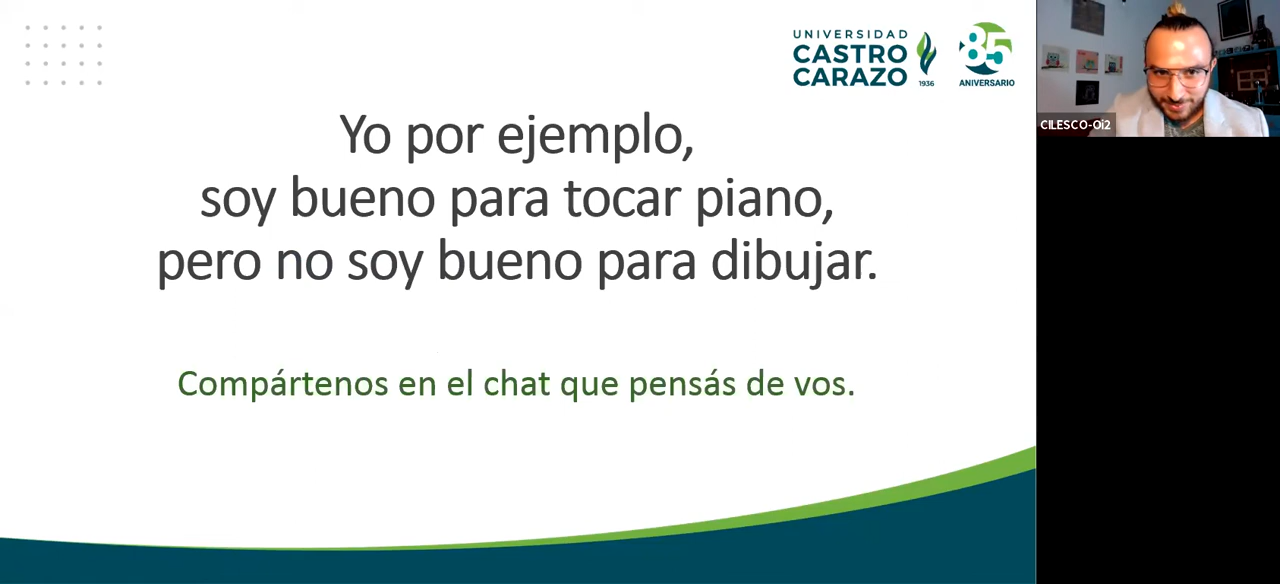 UNIVERSIDAD
CASTRO
CARAZO
1936
85
ANIVERSARIO
CILESCO-Oi2
Yo por ejemplo,
soy bueno para tocar piano,
pero no soy bueno para dibujar.
Compártenos en el chat que pensás de vos.